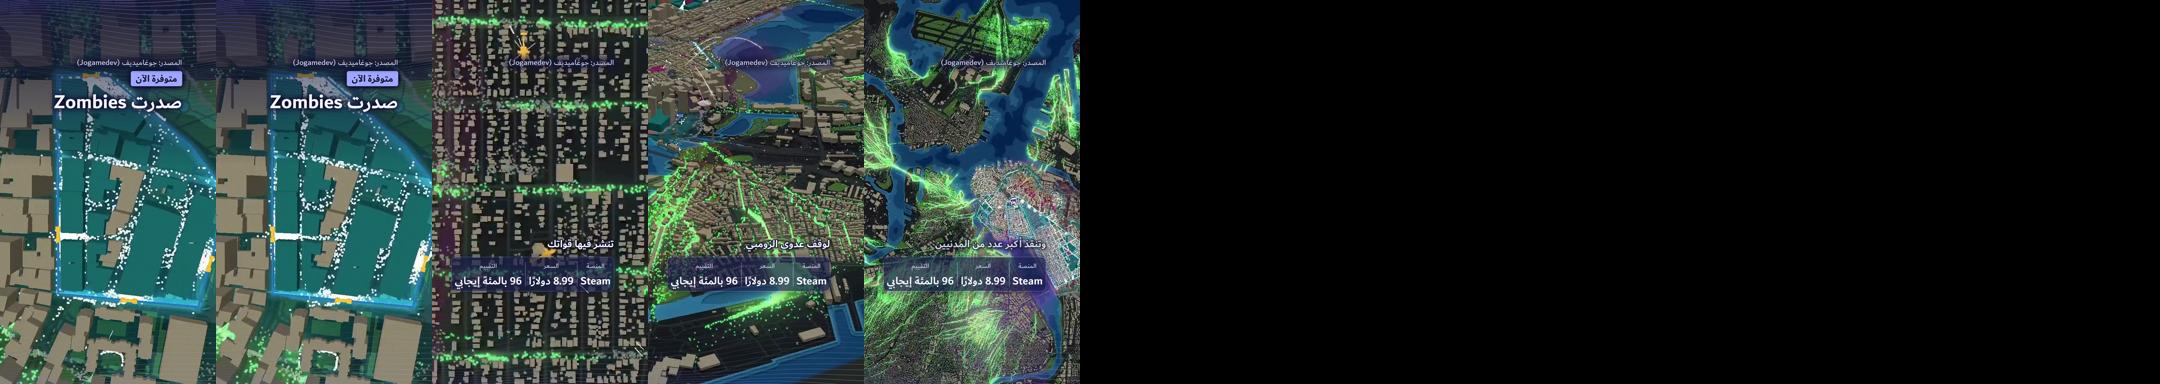 المصدر: جوغاميديف (Jogamedev)
متوفرة الآن
صدرت Zombies
المصدر: جوغاميديف (Jogamedev)
متوفرة الآن
صدرت Zombies
المصدر: جوغاميديف (Jogamedev)
تنشر فيها قواتك
المنصة السعر التقييم
Steam 8.99 دولارًا 96 بالمئة إيجابي
المصدر: جوغاميديف (Jogamedev)
لوقف عدوى الزومبي
المنصة السعر التقييم
Steam 8.99 دولارًا 96 بالمئة إيجابي
المصدر: جوغاميديف (Jogamedev)
وتنقذ أكبر عدد من المدنيين
المنصة السعر التقييم
Steam 8.99 دولارًا 96 بالمئة إيجابي